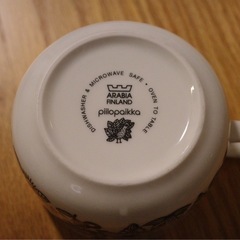 DISHWASHER & MICROWAVE SAFE • OVEN TO TABLE
ARABIA
FINLAND
piilopaikka